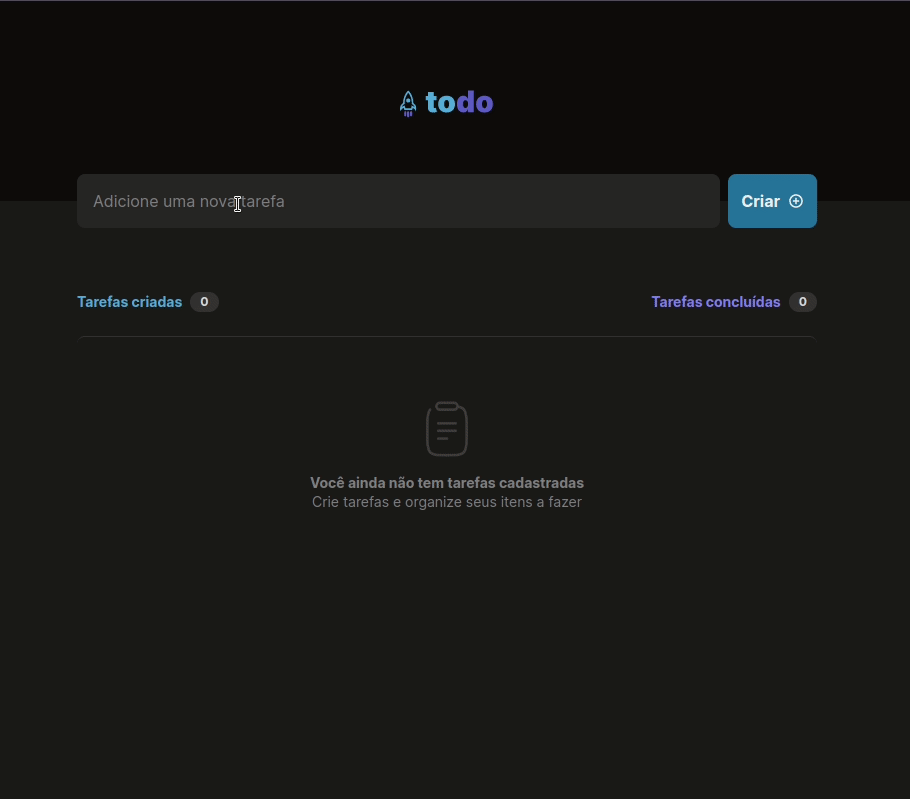 todo
Adicione uma nova tarefa
Criar
Tarefas criadas 0
Tarefas concluídas 0
Você ainda não tem tarefas cadastradas
Crie tarefas e organize seus itens a fazer